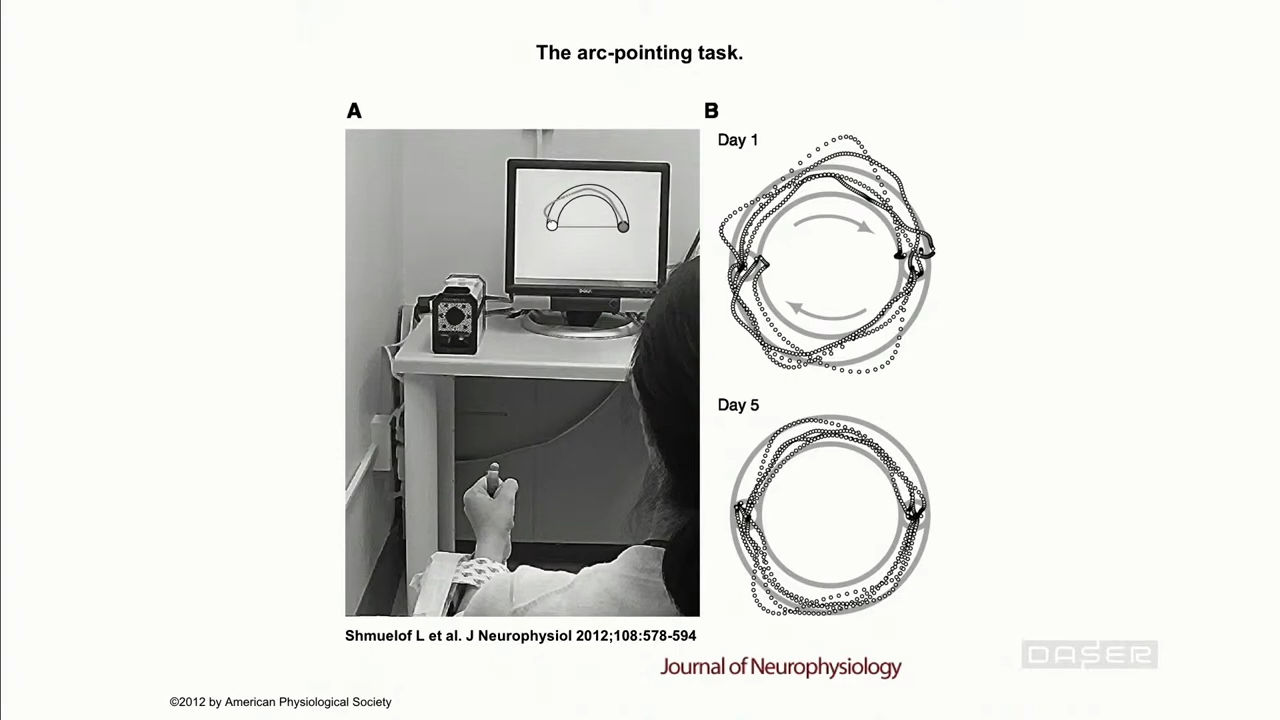 The arc-pointing task.
A
B
Day 1
Day 5
Shmuelof L et al. J Neurophysiol 2012;108:578-594
Journal of Neurophysiology
DASER
©2012 by American Physiological Society